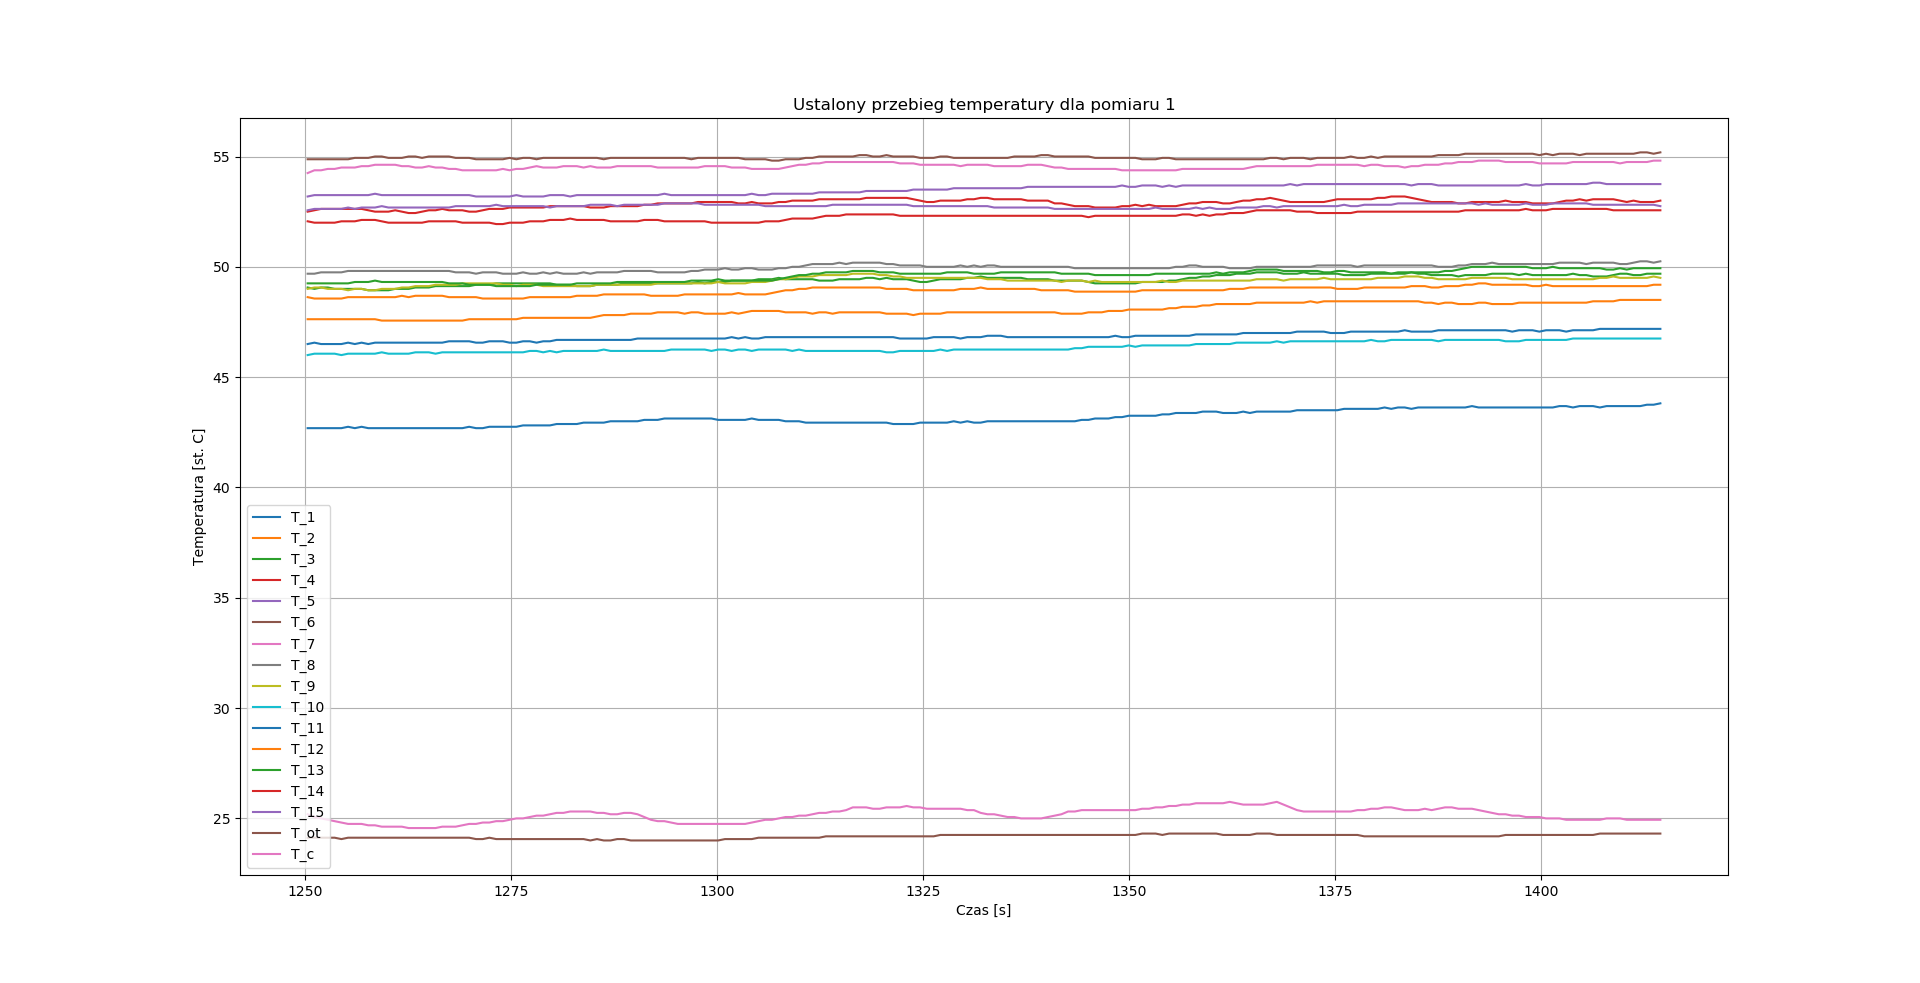 Ustalony przebieg temperatury dla pomiaru 1
Temperatura [st. C]
55
50
45
40
35
30
25
T_1
T_2
T_3
T_4
T_5
T_6
T_7
T_8
T_9
T_10
T_11
T_12
T_13
T_14
T_15
T_ot
T_c
1250 1275 1300 1325 1350 1375 1400
Czas [s]